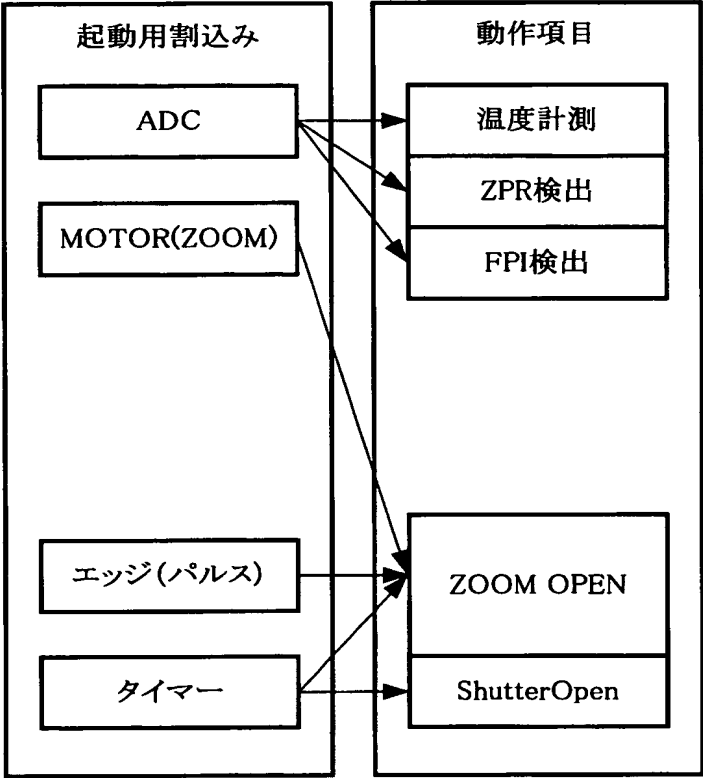 起動用割込み
ADC
MOTOR(ZOOM)
エッジ(パルス)
タイマー
動作項目
温度計測
ZPR検出
FPI検出
ZOOM OPEN
ShutterOpen